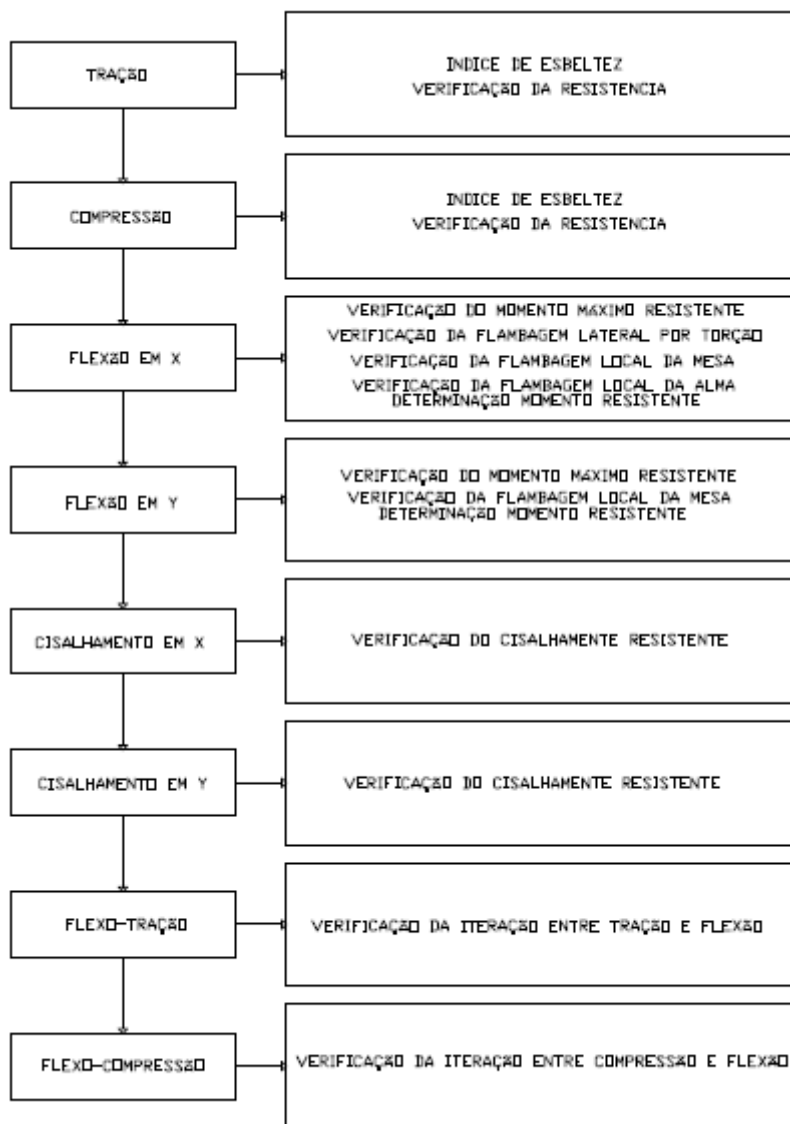 TRAÇÃO
INDICE DE ESBELTEZ
VERIFICAÇÃO DA RESISTENCIA
COMPRESSÃO
INDICE DE ESBELTEZ
VERIFICAÇÃO DA RESISTENCIA
FLEXÃO EM X
VERIFICAÇÃO DO MOMENTO MÁXIMO RESISTENTE
VERIFICAÇÃO DA FLAMBAGEM LATERAL POR TORÇÃO
VERIFICAÇÃO DA FLAMBAGEM LOCAL DA MESA
VERIFICAÇÃO DA FLAMBAGEM LOCAL DA ALMA
DETERMINAÇÃO MOMENTO RESISTENTE
FLEXÃO EM Y
VERIFICAÇÃO DO MOMENTO MÁXIMO RESISTENTE
VERIFICAÇÃO DA FLAMBAGEM LOCAL DA MESA
DETERMINAÇÃO MOMENTO RESISTENTE
CISALHAMENTO EM X
VERIFICAÇÃO DO CISALHAMENTE RESISTENTE
CISALHAMENTO EM Y
VERIFICAÇÃO DO CISALHAMENTE RESISTENTE
FLEXO-TRAÇÃO
VERIFICAÇÃO DA ITERAÇÃO ENTRE TRAÇÃO E FLEXÃO
FLEXO-COMPRESSÃO
VERIFICAÇÃO DA ITERAÇÃO ENTRE COMPRESSÃO E FLEXÃO